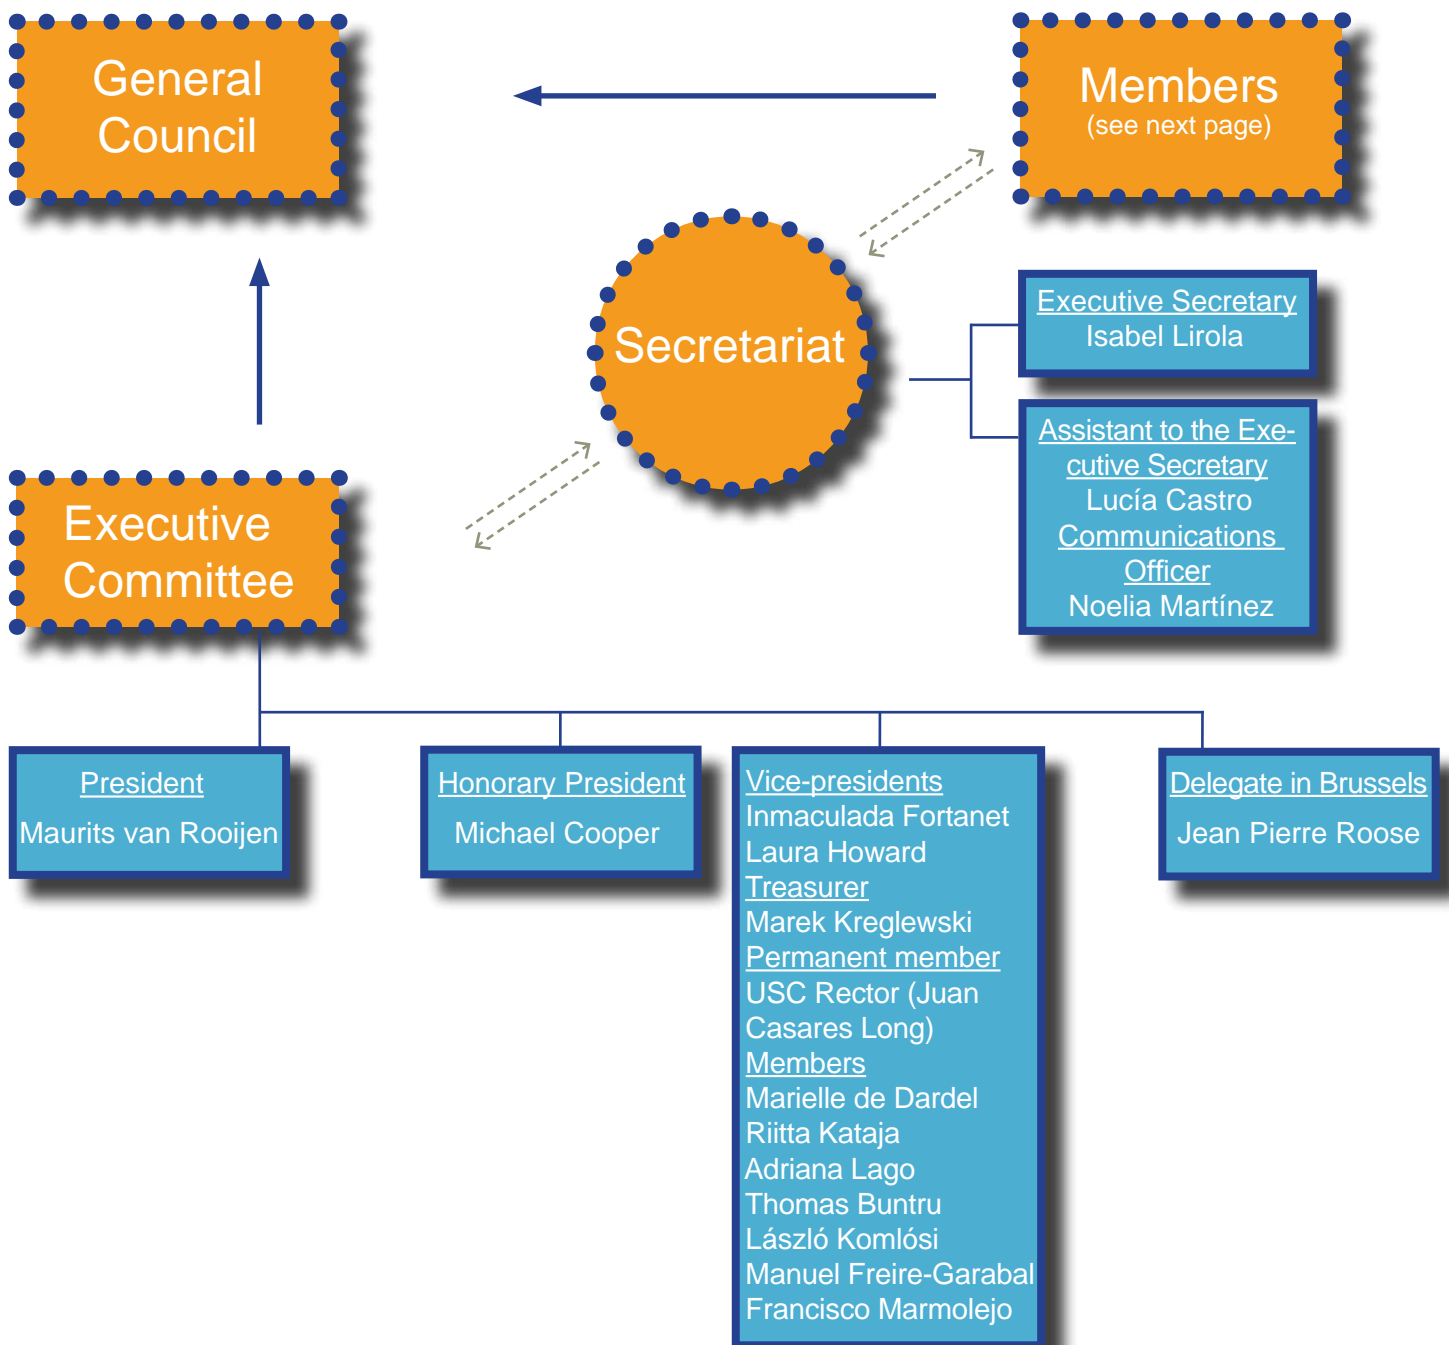 General
Council
Members
(see next page)
Secretariat
Executive Secretary
Isabel Lirola
Assistant to the Exe-
cutive Secretary
Lucía Castro
Communications
Officer
Noelia Martínez
Executive
Committee
President
Maurits van Rooijen
Honorary President
Michael Cooper
Vice-presidents
Inmaculada Fortanet
Laura Howard
Treasurer
Marek Kreglewski
Permanent member
USC Rector (Juan
Casares Long)
Members
Marielle de Dardel
Riitta Kataja
Adriana Lago
Thomas Buntru
László Komlósi
Manuel Freire-Garabal
Francisco Marmolejo
Delegate in Brussels
Jean Pierre Roose